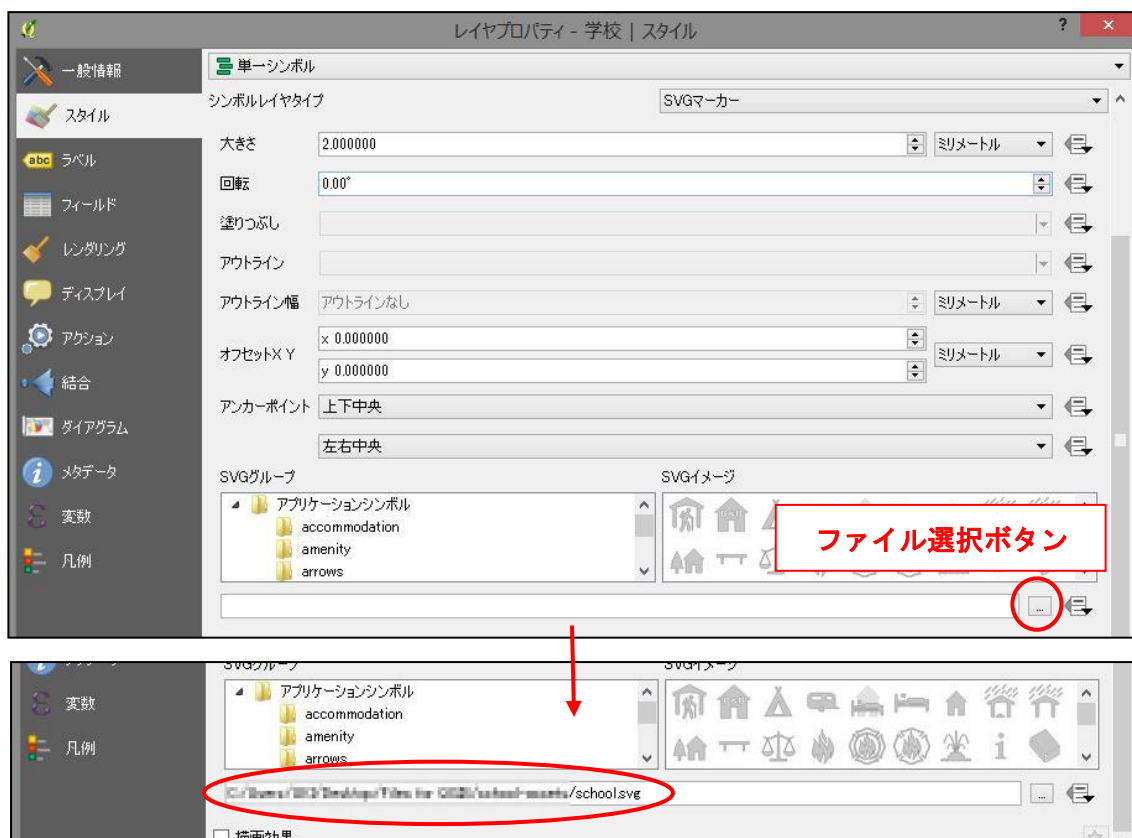 レイヤプロパティ - 学校 | スタイル
?
×
一般情報
スタイル
abc ラベル
フィールド
レンダリング
ディスプレイ
アクション
結合
ダイアグラム
メタデータ
変数
凡例
単一シンボル
シンボルレイヤタイプ
SVGマーカー
大きさ
2.000000
ミリメートル
回転
0.00°
塗りつぶし
アウトライン
アウトライン幅
アウトラインなし
ミリメートル
オフセットX Y
x 0.000000
y 0.000000
ミリメートル
アンカーポイント
上下中央
左右中央
SVGグループ
SVGイメージ
アプリケーションシンボル
accommodation
amenity
arrows
ファイル選択ボタン
...
変数
凡例
SVGグループ
SVGイメージ
アプリケーションシンボル
accommodation
amenity
arrows
/school.svg
...
描画効果